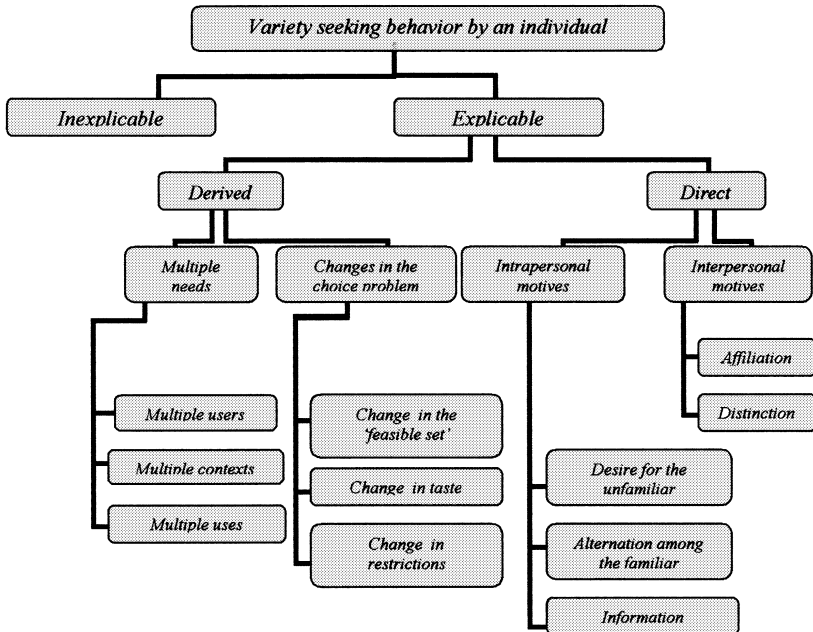 Variety seeking behavior by an individual
Inexplicable
Explicable
Derived
Direct
Multiple
needs
Changes in the
choice problem
Intrapersonal
motives
Interpersonal
motives
Multiple users
Multiple contexts
Multiple uses
Change in the
'feasible set'
Change in taste
Change in
restrictions
Desire for the
unfamiliar
Alternation among
the familiar
Information
Affiliation
Distinction